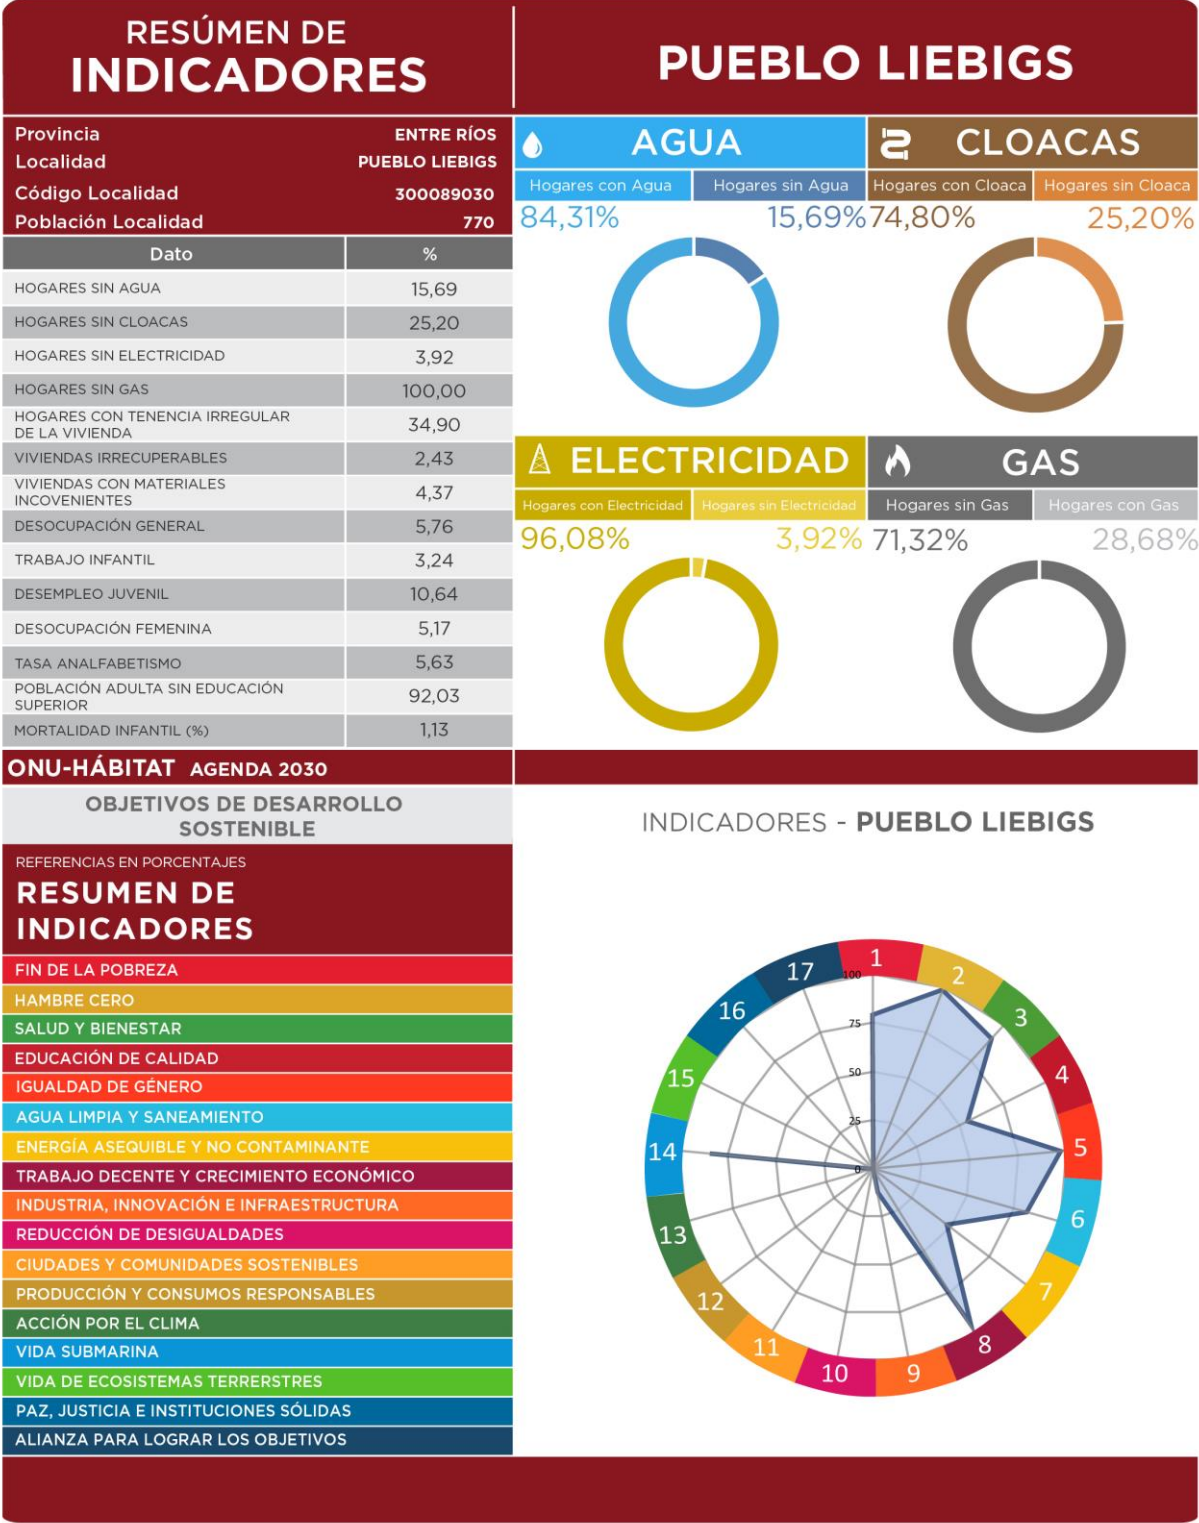 RESÚMEN DE
INDICADORES
PUEBLO LIEBIGS
Provincia ENTRE RÍOS
Localidad PUEBLO LIEBIGS
Código Localidad 300089030
Población Localidad 770
Dato %
HOGARES SIN AGUA 15,69
HOGARES SIN CLOACAS 25,20
HOGARES SIN ELECTRICIDAD 3,92
HOGARES SIN GAS 100,00
HOGARES CON TENENCIA IRREGULAR
DE LA VIVIENDA 34,90
VIVIENDAS IRRECUPERABLES 2,43
VIVIENDAS CON MATERIALES
INCOVENIENTES 4,37
DESOCUPACIÓN GENERAL 5,76
TRABAJO INFANTIL 3,24
DESEMPLEO JUVENIL 10,64
DESOCUPACIÓN FEMENINA 5,17
TASA ANALFABETISMO 5,63
POBLACIÓN ADULTA SIN EDUCACIÓN
SUPERIOR 92,03
MORTALIDAD INFANTIL (%) 1,13
AGUA
Hogares con Agua Hogares sin Agua
84,31% 15,69%
CLOACAS
Hogares con Cloaca Hogares sin Cloaca
74,80% 25,20%
ELECTRICIDAD
Hogares con Electricidad Hogares sin Electricidad
96,08% 3,92%
GAS
Hogares sin Gas Hogares con Gas
71,32% 28,68%
ONU-HÁBITAT AGENDA 2030
OBJETIVOS DE DESARROLLO
SOSTENIBLE
REFERENCIAS EN PORCENTAJES
RESUMEN DE
INDICADORES
FIN DE LA POBREZA
HAMBRE CERO
SALUD Y BIENESTAR
EDUCACIÓN DE CALIDAD
IGUALDAD DE GÉNERO
AGUA LIMPIA Y SANEAMIENTO
ENERGÍA ASEQUIBLE Y NO CONTAMINANTE
TRABAJO DECENTE Y CRECIMIENTO ECONÓMICO
INDUSTRIA, INNOVACIÓN E INFRAESTRUCTURA
REDUCCIÓN DE DESIGUALDADES
CIUDADES Y COMUNIDADES SOSTENIBLES
PRODUCCIÓN Y CONSUMOS RESPONSABLES
ACCIÓN POR EL CLIMA
VIDA SUBMARINA
VIDA DE ECOSISTEMAS TERRERSTRES
PAZ, JUSTICIA E INSTITUCIONES SÓLIDAS
ALIANZA PARA LOGRAR LOS OBJETIVOS
INDICADORES - PUEBLO LIEBIGS
1
2
3
4
5
6
7
8
9
10
11
12
13
14
15
16
17
100
75
50
25
0